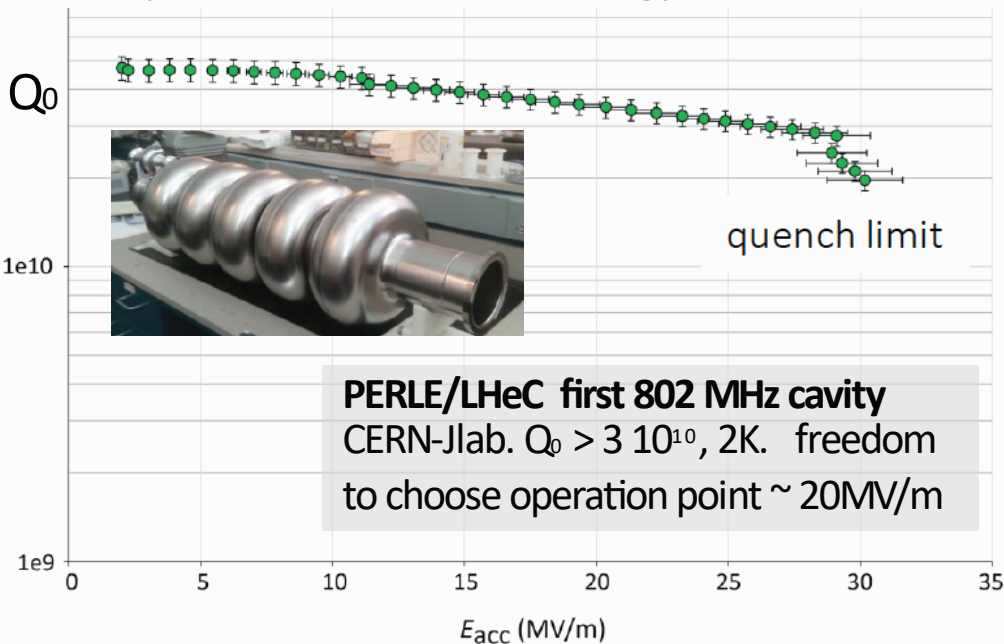 Q₀
quench limit
1e10
PERLE/LHeC first 802 MHz cavity
CERN-Jlab. Q₀ > 3 10¹⁰, 2K. freedom
to choose operation point ~ 20MV/m
1e9
0 5 10 15 20 25 30 35
Eacc (MV/m)